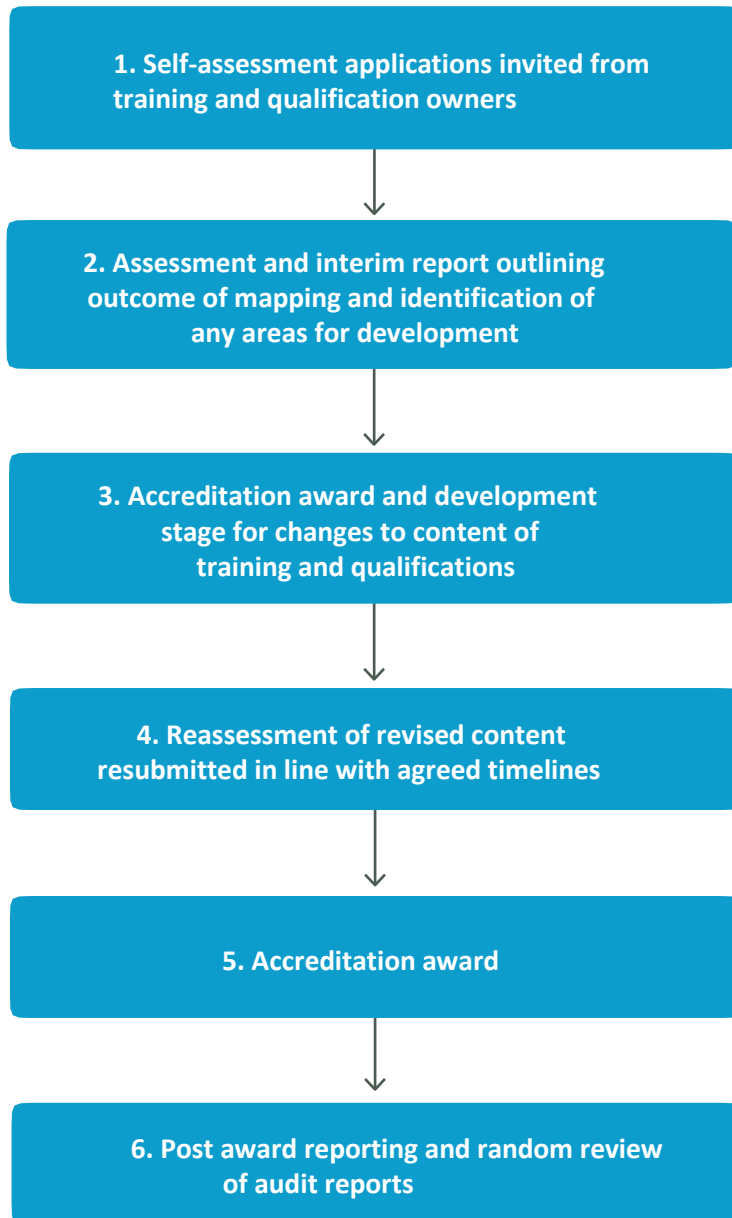 1. Self-assessment applications invited from
training and qualification owners
2. Assessment and interim report outlining
outcome of mapping and identification of
any areas for development
3. Accreditation award and development
stage for changes to content of
training and qualifications
4. Reassessment of revised content
resubmitted in line with agreed timelines
5. Accreditation award
6. Post award reporting and random review
of audit reports